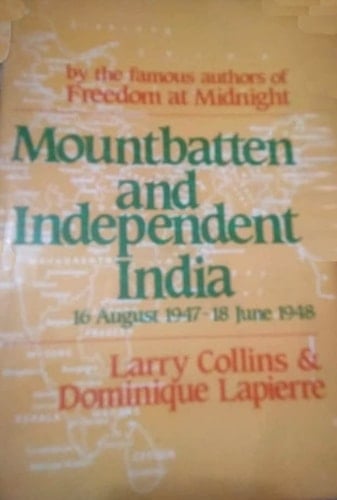 by the famous authors of
Freedom at Midnight
Mountbatten
and
Independent
India
16 August 1947-18 June 1948
Larry Collins &
Dominique Lapierre